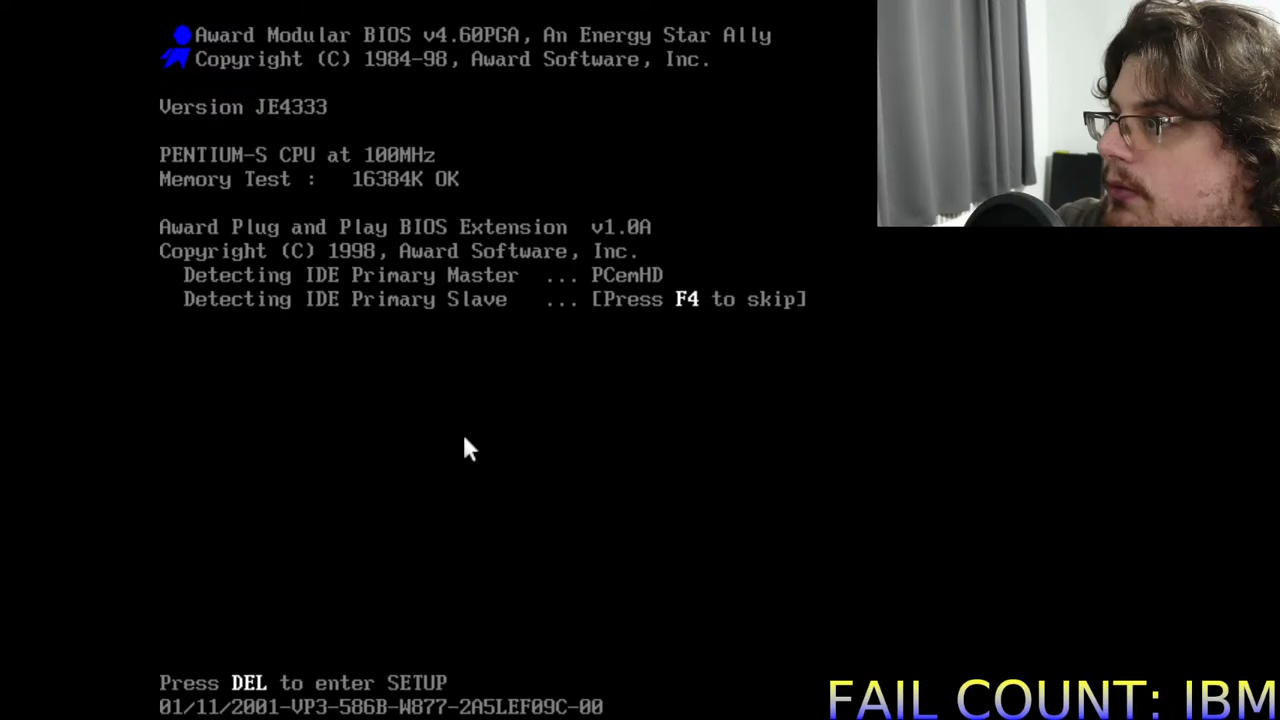 Award Modular BIOS v4.60PGA, An Energy Star Ally
Copyright (C) 1984-98, Award Software, Inc.
Version JE4333
PENTIUM-S CPU at 100MHz
Memory Test :   16384K OK
Award Plug and Play BIOS Extension  v1.0A
Copyright (C) 1998, Award Software, Inc.
Detecting IDE Primary Master  ... PCemHD
Detecting IDE Primary Slave   ... [Press F4 to skip]
Press DEL to enter SETUP
01/11/2001-VP3-586B-W877-2A5LEF09C-00
FAIL COUNT: IBM